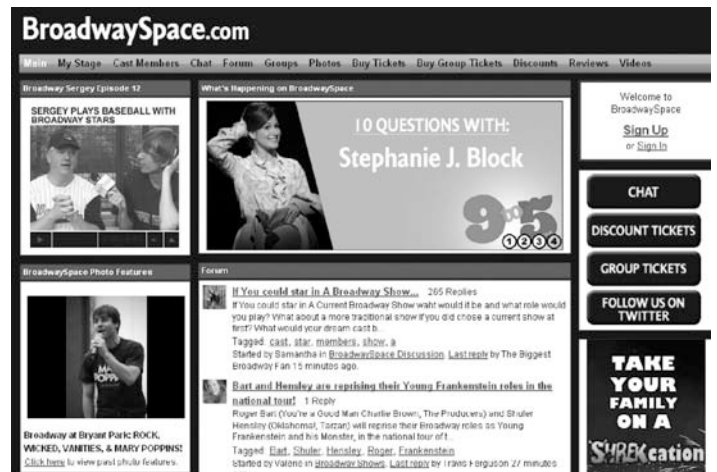 BroadwaySpace.com
Main My Stage Cast Members Chat Forum Groups Photos Buy Tickets Buy Group Tickets Discounts Reviews Videos
Broadway Sergey Episode 12
SERGEY PLAYS BASEBALL WITH
BROADWAY STARS
What's Happening on BroadwaySpace
10 QUESTIONS WITH:
Stephanie J. Block
9 to 5
1 2 3 4
Welcome to
BroadwaySpace
Sign Up
or Sign In
CHAT
DISCOUNT TICKETS
GROUP TICKETS
FOLLOW US ON
TWITTER
BroadwaySpace Photo Features
Broadway at Bryant Park: ROCK,
WICKED, VANITIES, & MARY POPPINS!
Click here to view past photo features.
Forum
If You could star in A Broadway Show... 285 Replies
If You could star in A Current Broadway Show waht would it be and what role would
you play? What about a more traditional show if you did chose a current show at
first? What would your dream cast b...
Tagged: cast, star, members, show, a
Started by Samantha in BroadwaySpace Discussion. Last reply by The Biggest
Broadway Fan 15 minutes ago.
Bart and Hensley are reprising their Young Frankenstein roles in the
national tour! 1 Reply
Roger Bart (You're a Good Man Charlie Brown, The Producers) and Shuler
Hensley (Oklahoma!, Tarzan) will reprise their Broadway roles as Young
Frankenstein and his Monster, in the national tour of t...
Tagged: Bart, Shuler, Hensley, Roger, Frankenstein
Started by Valerie in Broadway Shows. Last reply by Travis Ferguson 27 minutes
TAKE
YOUR
FAMILY
ON A
SHREKcation